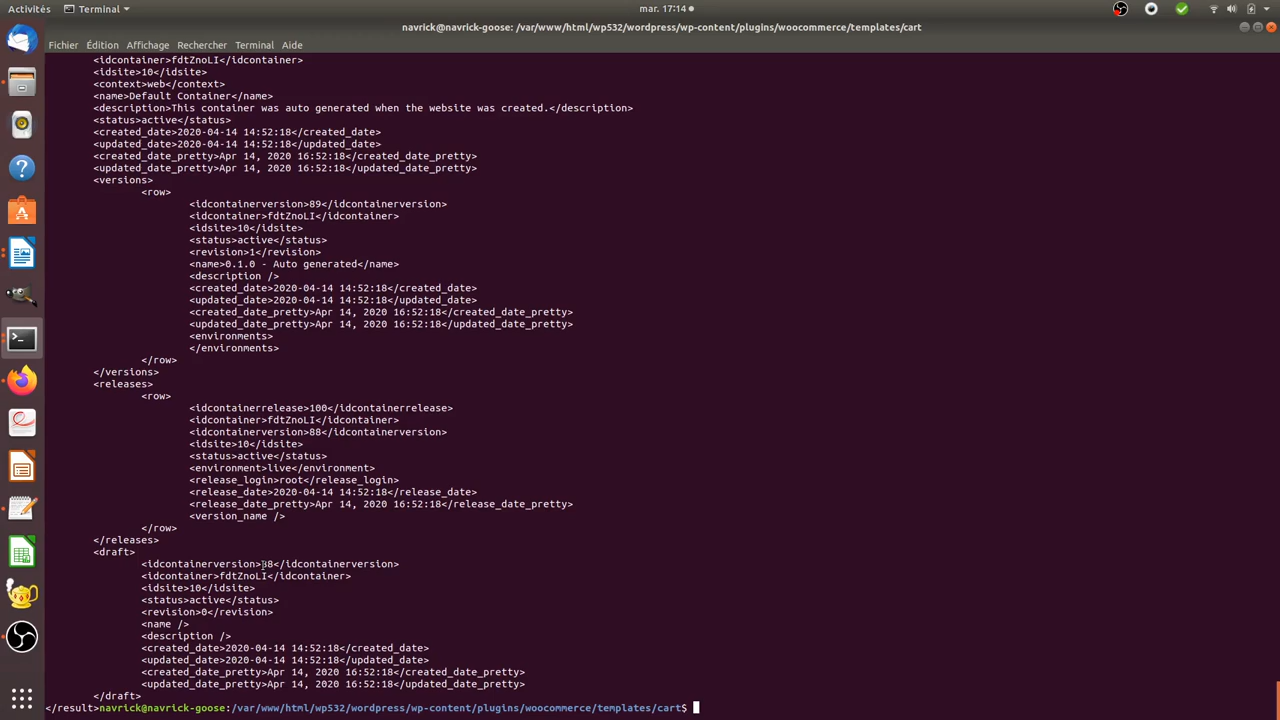 Activités
Terminal
mar. 17:14
navrick@navrick-goose: /var/www/html/wp532/wordpress/wp-content/plugins/woocommerce/templates/cart
Fichier Édition Affichage Rechercher Terminal Aide
<idcontainer>fdtZnoLI</idcontainer>
<idsite>10</idsite>
<context>web</context>
<name>Default Container</name>
<description>This container was auto generated when the website was created.</description>
<status>active</status>
<created_date>2020-04-14 14:52:18</created_date>
<updated_date>2020-04-14 14:52:18</updated_date>
<created_date_pretty>Apr 14, 2020 16:52:18</created_date_pretty>
<updated_date_pretty>Apr 14, 2020 16:52:18</updated_date_pretty>
<versions>
<row>
<idcontainerversion>89</idcontainerversion>
<idcontainer>fdtZnoLI</idcontainer>
<idsite>10</idsite>
<status>active</status>
<revision>1</revision>
<name>0.1.0 - Auto generated</name>
<description />
<created_date>2020-04-14 14:52:18</created_date>
<updated_date>2020-04-14 14:52:18</updated_date>
<created_date_pretty>Apr 14, 2020 16:52:18</created_date_pretty>
<updated_date_pretty>Apr 14, 2020 16:52:18</updated_date_pretty>
<environments>
</environments>
</row>
</versions>
<releases>
<row>
<idcontainerrelease>100</idcontainerrelease>
<idcontainer>fdtZnoLI</idcontainer>
<idcontainerversion>88</idcontainerversion>
<idsite>10</idsite>
<status>active</status>
<environment>live</environment>
<release_login>root</release_login>
<release_date>2020-04-14 14:52:18</release_date>
<release_date_pretty>Apr 14, 2020 16:52:18</release_date_pretty>
<version_name />
</row>
</releases>
<draft>
<idcontainerversion>88</idcontainerversion>
<idcontainer>fdtZnoLI</idcontainer>
<idsite>10</idsite>
<status>active</status>
<revision>0</revision>
<name />
<description />
<created_date>2020-04-14 14:52:18</created_date>
<updated_date>2020-04-14 14:52:18</updated_date>
<created_date_pretty>Apr 14, 2020 16:52:18</created_date_pretty>
<updated_date_pretty>Apr 14, 2020 16:52:18</updated_date_pretty>
</draft>
</result>navrick@navrick-goose:/var/www/html/wp532/wordpress/wp-content/plugins/woocommerce/templates/cart$